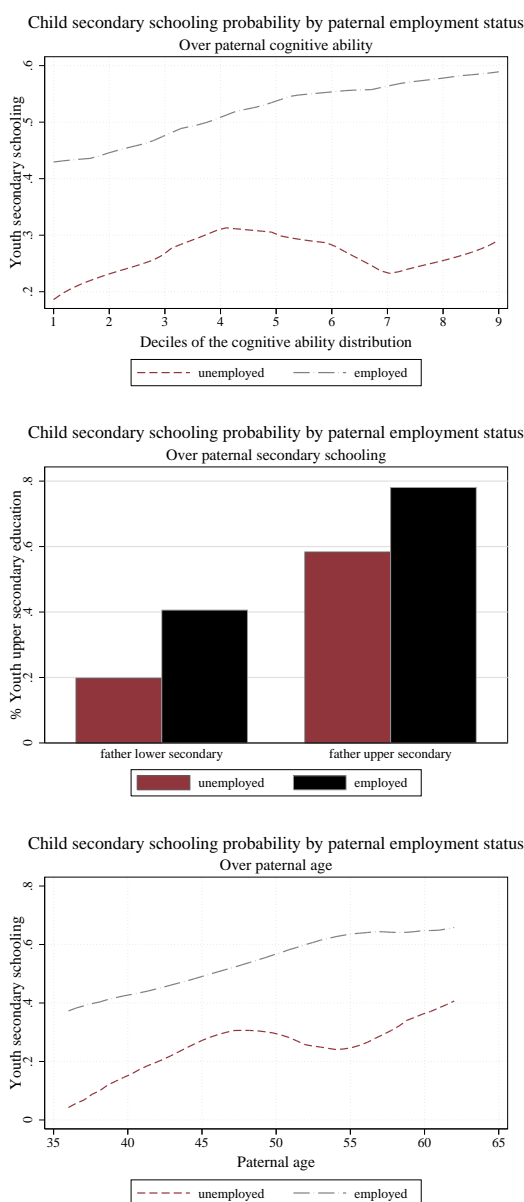 Child secondary schooling probability by paternal employment status
Over paternal cognitive ability
Youth secondary schooling
.6
.5
.4
.3
.2
1 2 3 4 5 6 7 8 9
Deciles of the cognitive ability distribution
unemployed employed
Child secondary schooling probability by paternal employment status
Over paternal secondary schooling
% Youth upper secondary education
.8
.6
.4
.2
0
father lower secondary father upper secondary
unemployed employed
Child secondary schooling probability by paternal employment status
Over paternal age
Youth secondary schooling
.8
.6
.4
.2
0
35 40 45 50 55 60 65
Paternal age
unemployed employed